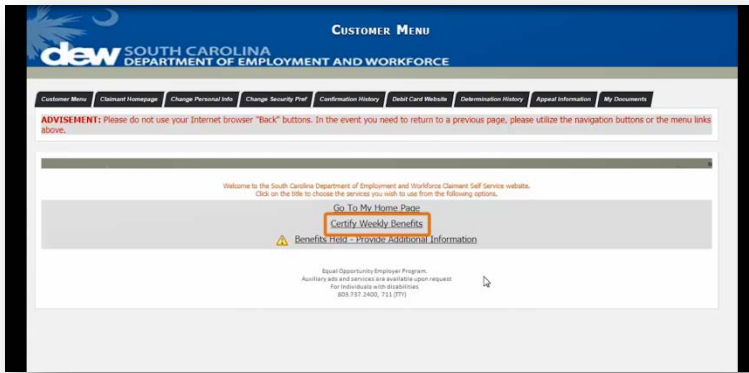 CUSTOMER MENU
dew SOUTH CAROLINA
DEPARTMENT OF EMPLOYMENT AND WORKFORCE
Customer Menu Claimant Homepage Change Personal Info Change Security Pref Confirmation History Debit Card Website Determination History Appeal Information My Documents
ADVISEMENT: Please do not use your Internet browser "Back" buttons. In the event you need to return to a previous page, please utilize the navigation buttons or the menu links
above.
Welcome to the South Carolina Department of Employment and Workforce Claimant Self Service website.
Click on the title to choose the services you wish to use from the following options.
Go To My Home Page
Certify Weekly Benefits
Benefits Held - Provide Additional Information
Equal Opportunity Employer Program.
Auxiliary aids and services are available upon request
For Individuals with disabilities
803.737.2400, 711 (TTY)